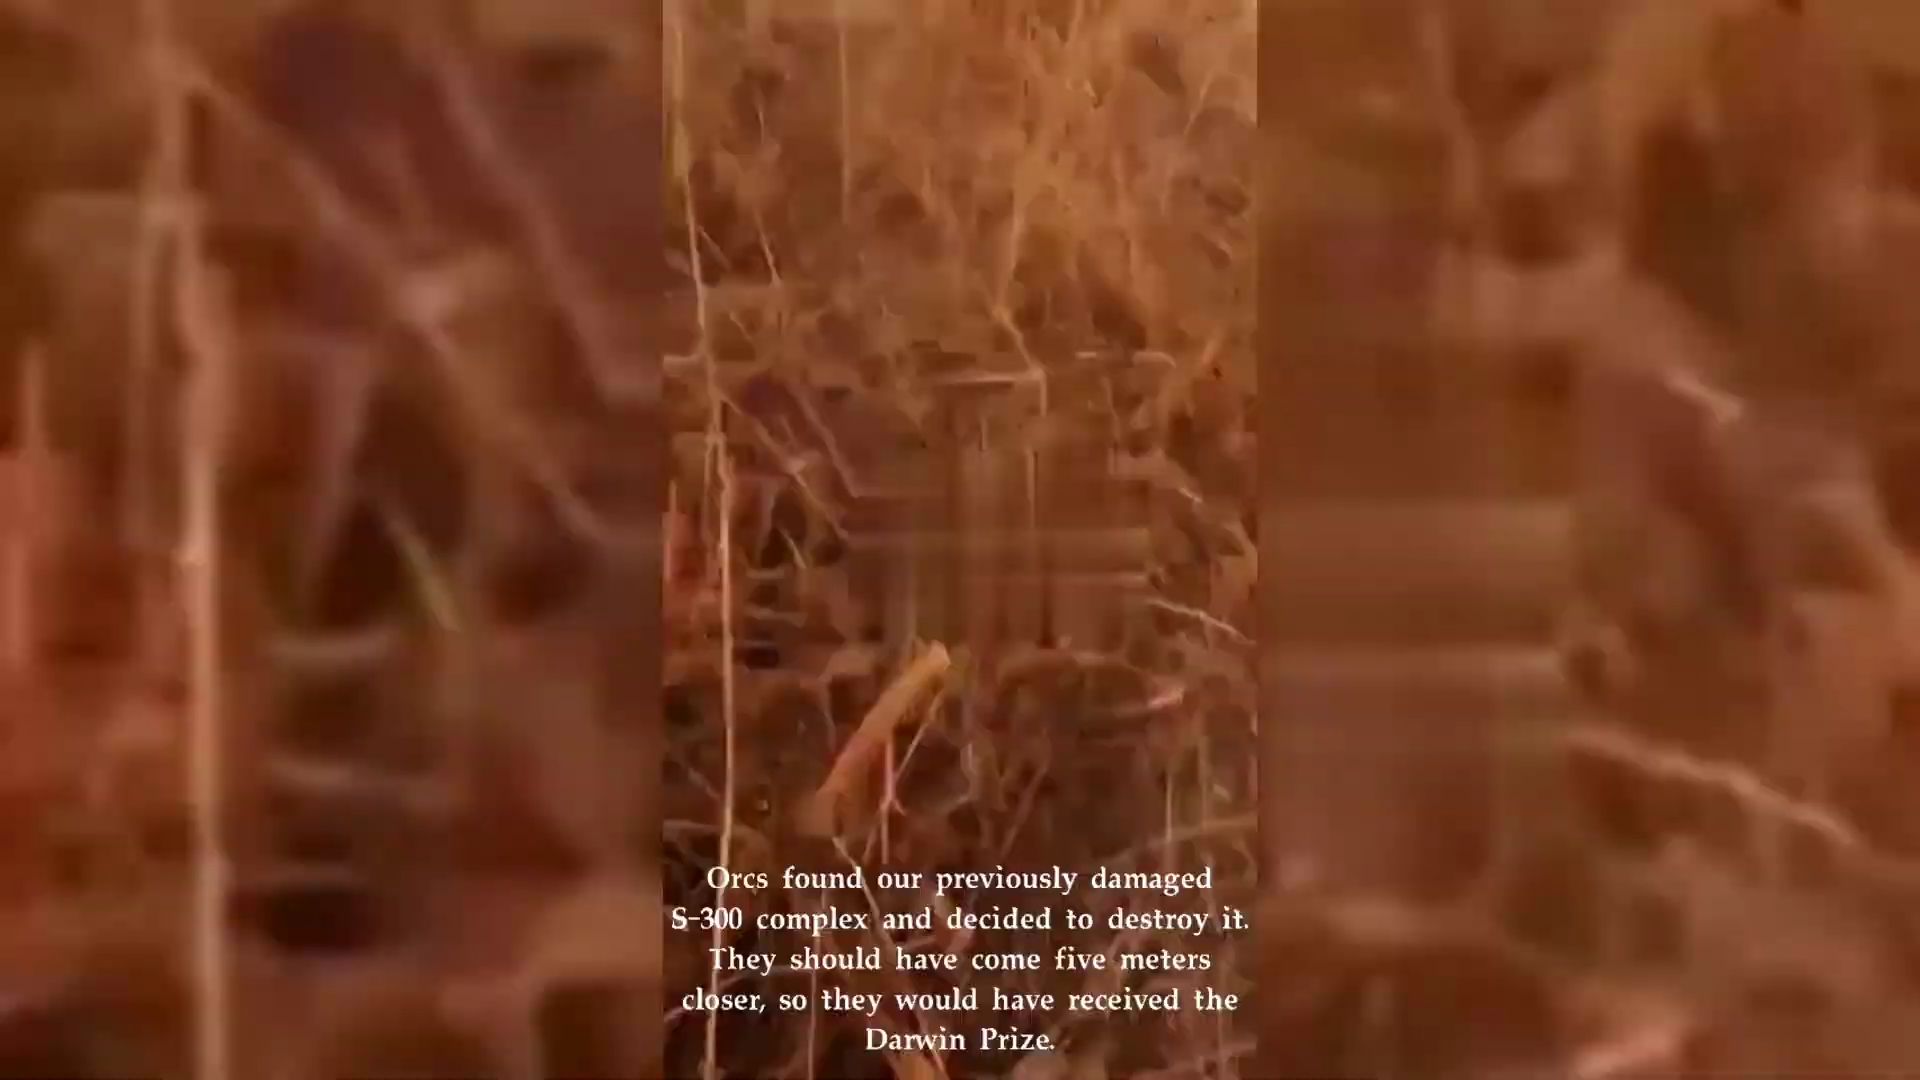 Orcs found our previously damaged
S-300 complex and decided to destroy it.
They should have come five meters
closer, so they would have received the
Darwin Prize.